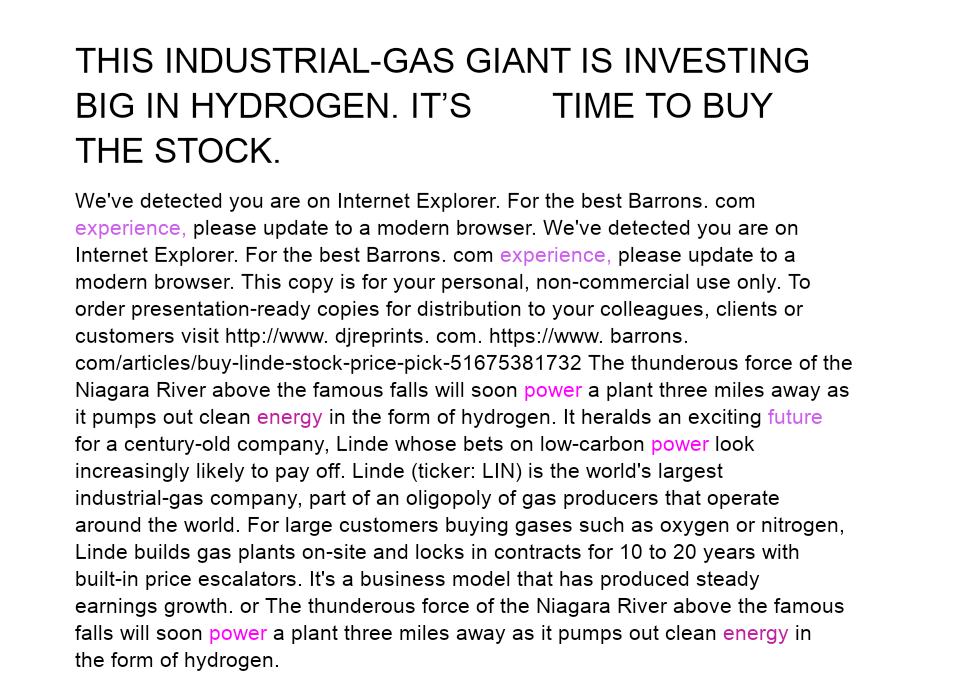 THIS INDUSTRIAL-GAS GIANT IS INVESTING
BIG IN HYDROGEN. IT’S TIME TO BUY
THE STOCK.
We've detected you are on Internet Explorer. For the best Barrons. com
experience, please update to a modern browser. We've detected you are on
Internet Explorer. For the best Barrons. com experience, please update to a
modern browser. This copy is for your personal, non-commercial use only. To
order presentation-ready copies for distribution to your colleagues, clients or
customers visit http://www. djreprints. com. https://www. barrons.
com/articles/buy-linde-stock-price-pick-51675381732 The thunderous force of the
Niagara River above the famous falls will soon power a plant three miles away as
it pumps out clean energy in the form of hydrogen. It heralds an exciting future
for a century-old company, Linde whose bets on low-carbon power look
increasingly likely to pay off. Linde (ticker: LIN) is the world's largest
industrial-gas company, part of an oligopoly of gas producers that operate
around the world. For large customers buying gases such as oxygen or nitrogen,
Linde builds gas plants on-site and locks in contracts for 10 to 20 years with
built-in price escalators. It's a business model that has produced steady
earnings growth. or The thunderous force of the Niagara River above the famous
falls will soon power a plant three miles away as it pumps out clean energy in
the form of hydrogen.